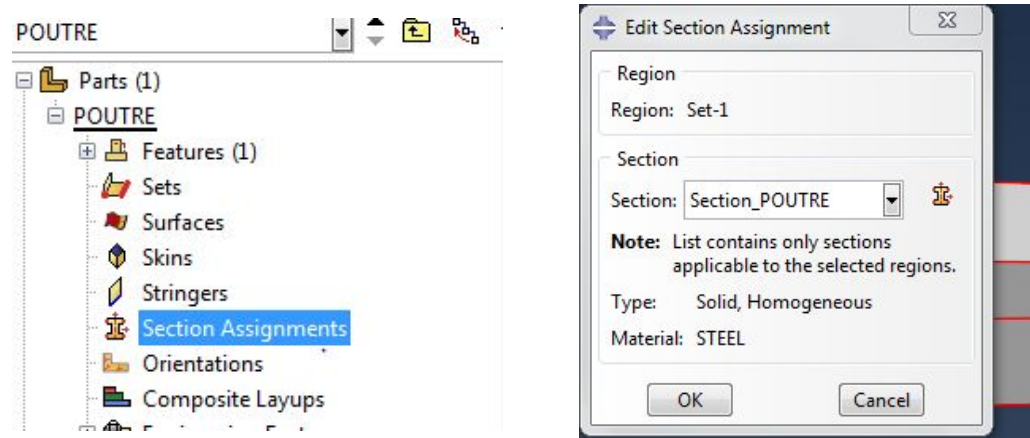 POUTRE
Parts (1)
POUTRE
Features (1)
Sets
Surfaces
Skins
Stringers
Section Assignments
Orientations
Composite Layups
Edit Section Assignment
Region
Region: Set-1
Section
Section: Section_POUTRE
Note: List contains only sections
applicable to the selected regions.
Type: Solid, Homogeneous
Material: STEEL
OK Cancel